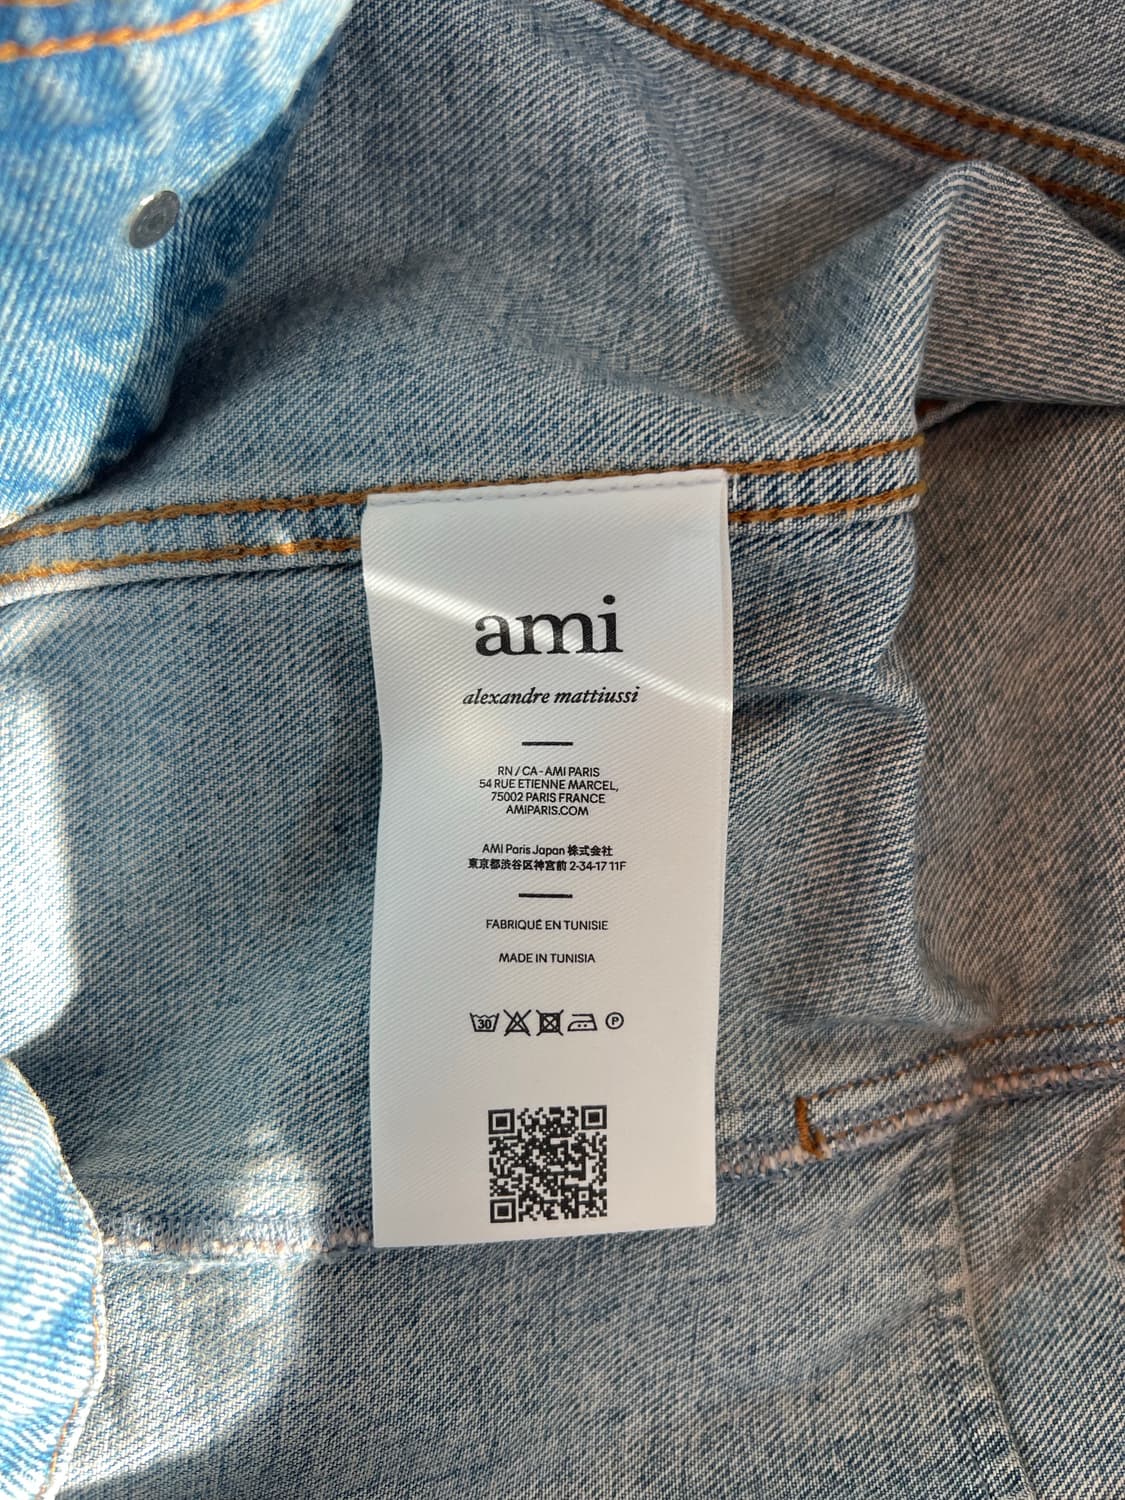 ami
alexandre mattiussi
RN / CA - AMI PARIS
54 RUE ETIENNE MARCEL,
75002 PARIS FRANCE
AMIPARIS.COM
AMI Paris Japan 株式会社
東京都渋谷区神宮前 2-34-17 11F
FABRIQUÉ EN TUNISIE
MADE IN TUNISIA
30 P